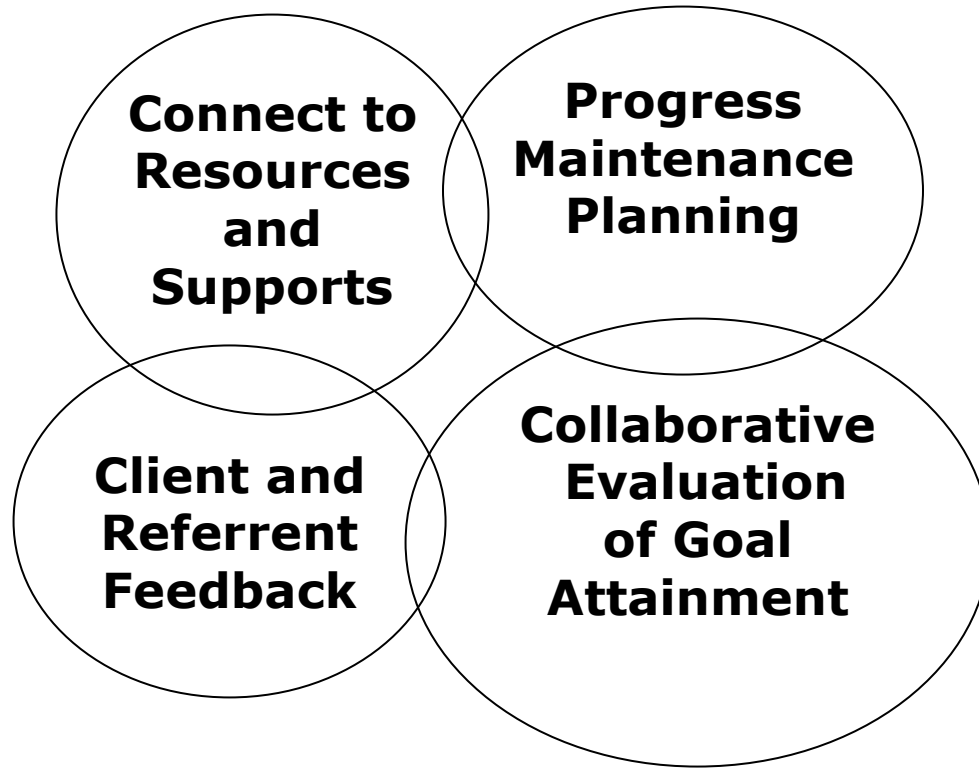 Connect to
Resources
and
Supports
Progress
Maintenance
Planning
Client and
Referrent
Feedback
Collaborative
Evaluation
of Goal
Attainment